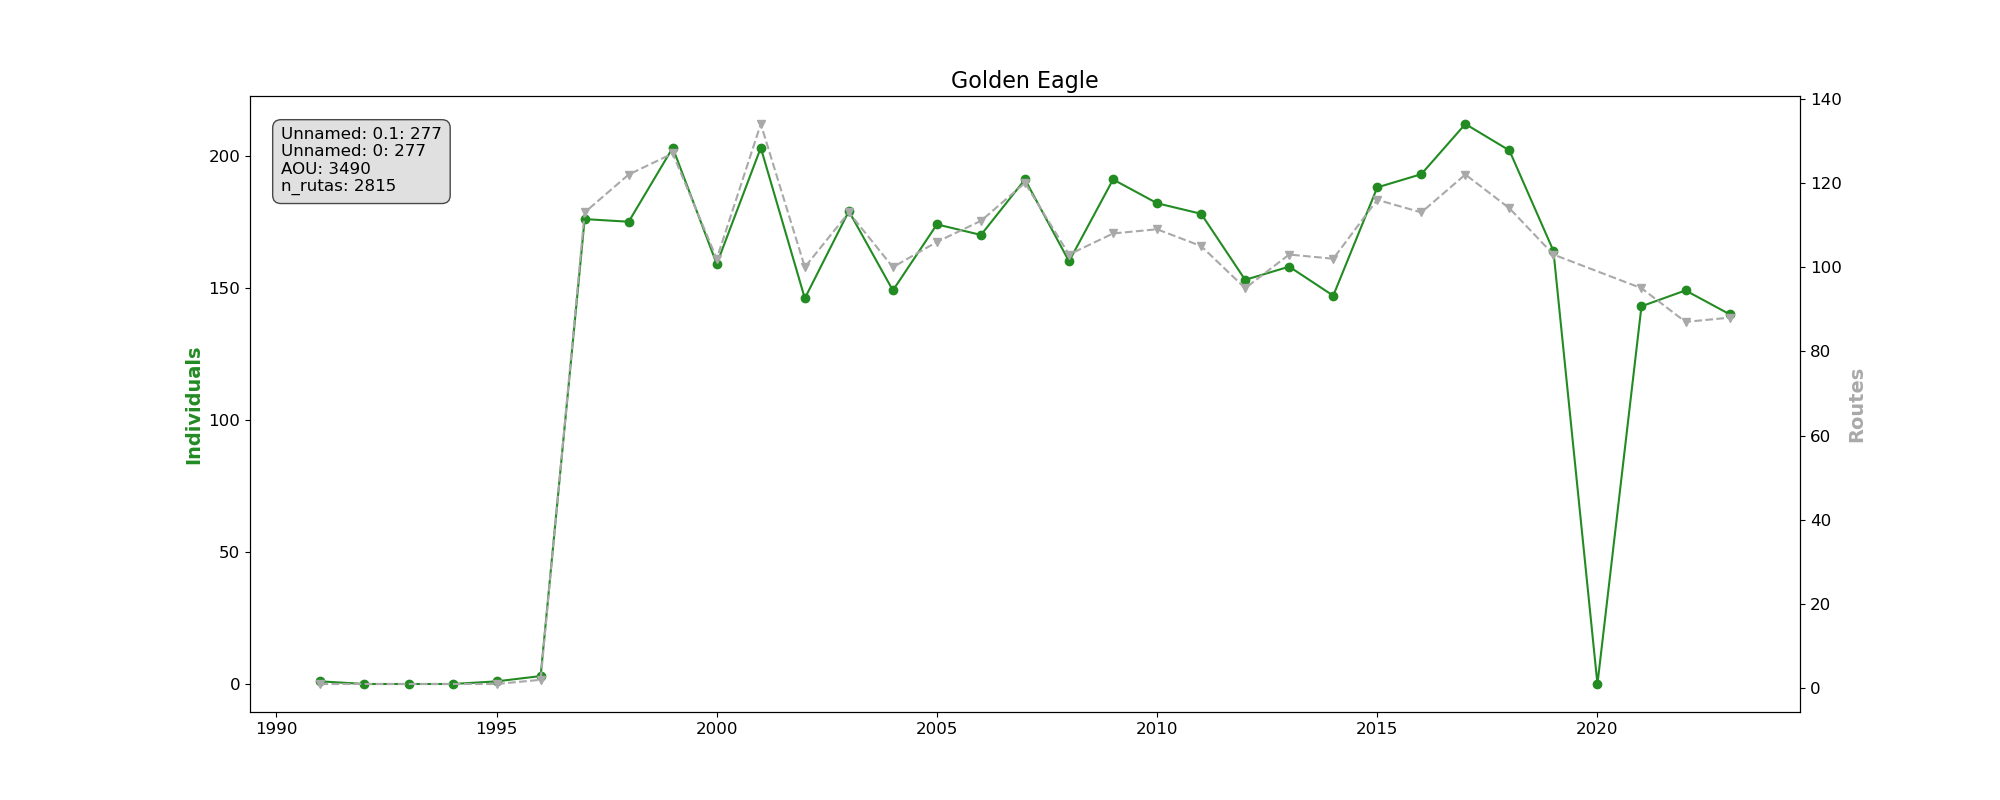 Golden Eagle
Unnamed: 0.1: 277
Unnamed: 0: 277
AOU: 3490
n_rutas: 2815
Individuals
200
150
100
50
0
140
120
100
80
60
40
20
0
Routes
1990 1995 2000 2005 2010 2015 2020